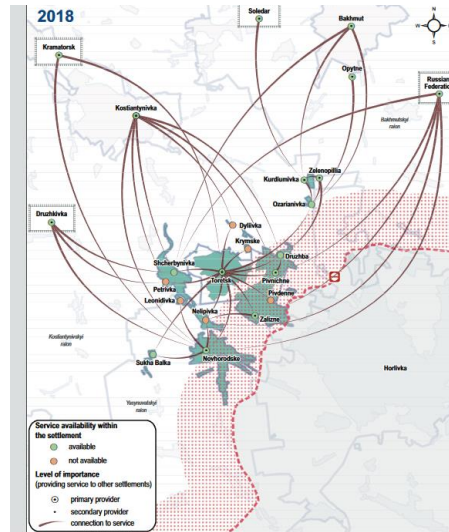 2018
Soledar
Bakhmut
N
W
E
S
Kramatorsk
Opytne
Russian
Federation
Kostiantynivka
Bakhmutskyi
raion
Zelenopillia
Kurdiumivka
Ozarianivka
Druzhkivka
Dyliivka
Krymske
Druzhba
Shcherbynivka
Petrivka
Toretsk
Pivnichne
Leonidivka
Pivdenne
Nelipivka
Zalizne
Kostiantynivskyi
raion
Novhorodske
Sukha Balka
Horlivka
Yasynuvatskyi
raion
Service availability within
the settlement
available
not available
Level of importance
(providing service to other settlements)
primary provider
secondary provider
connection to service